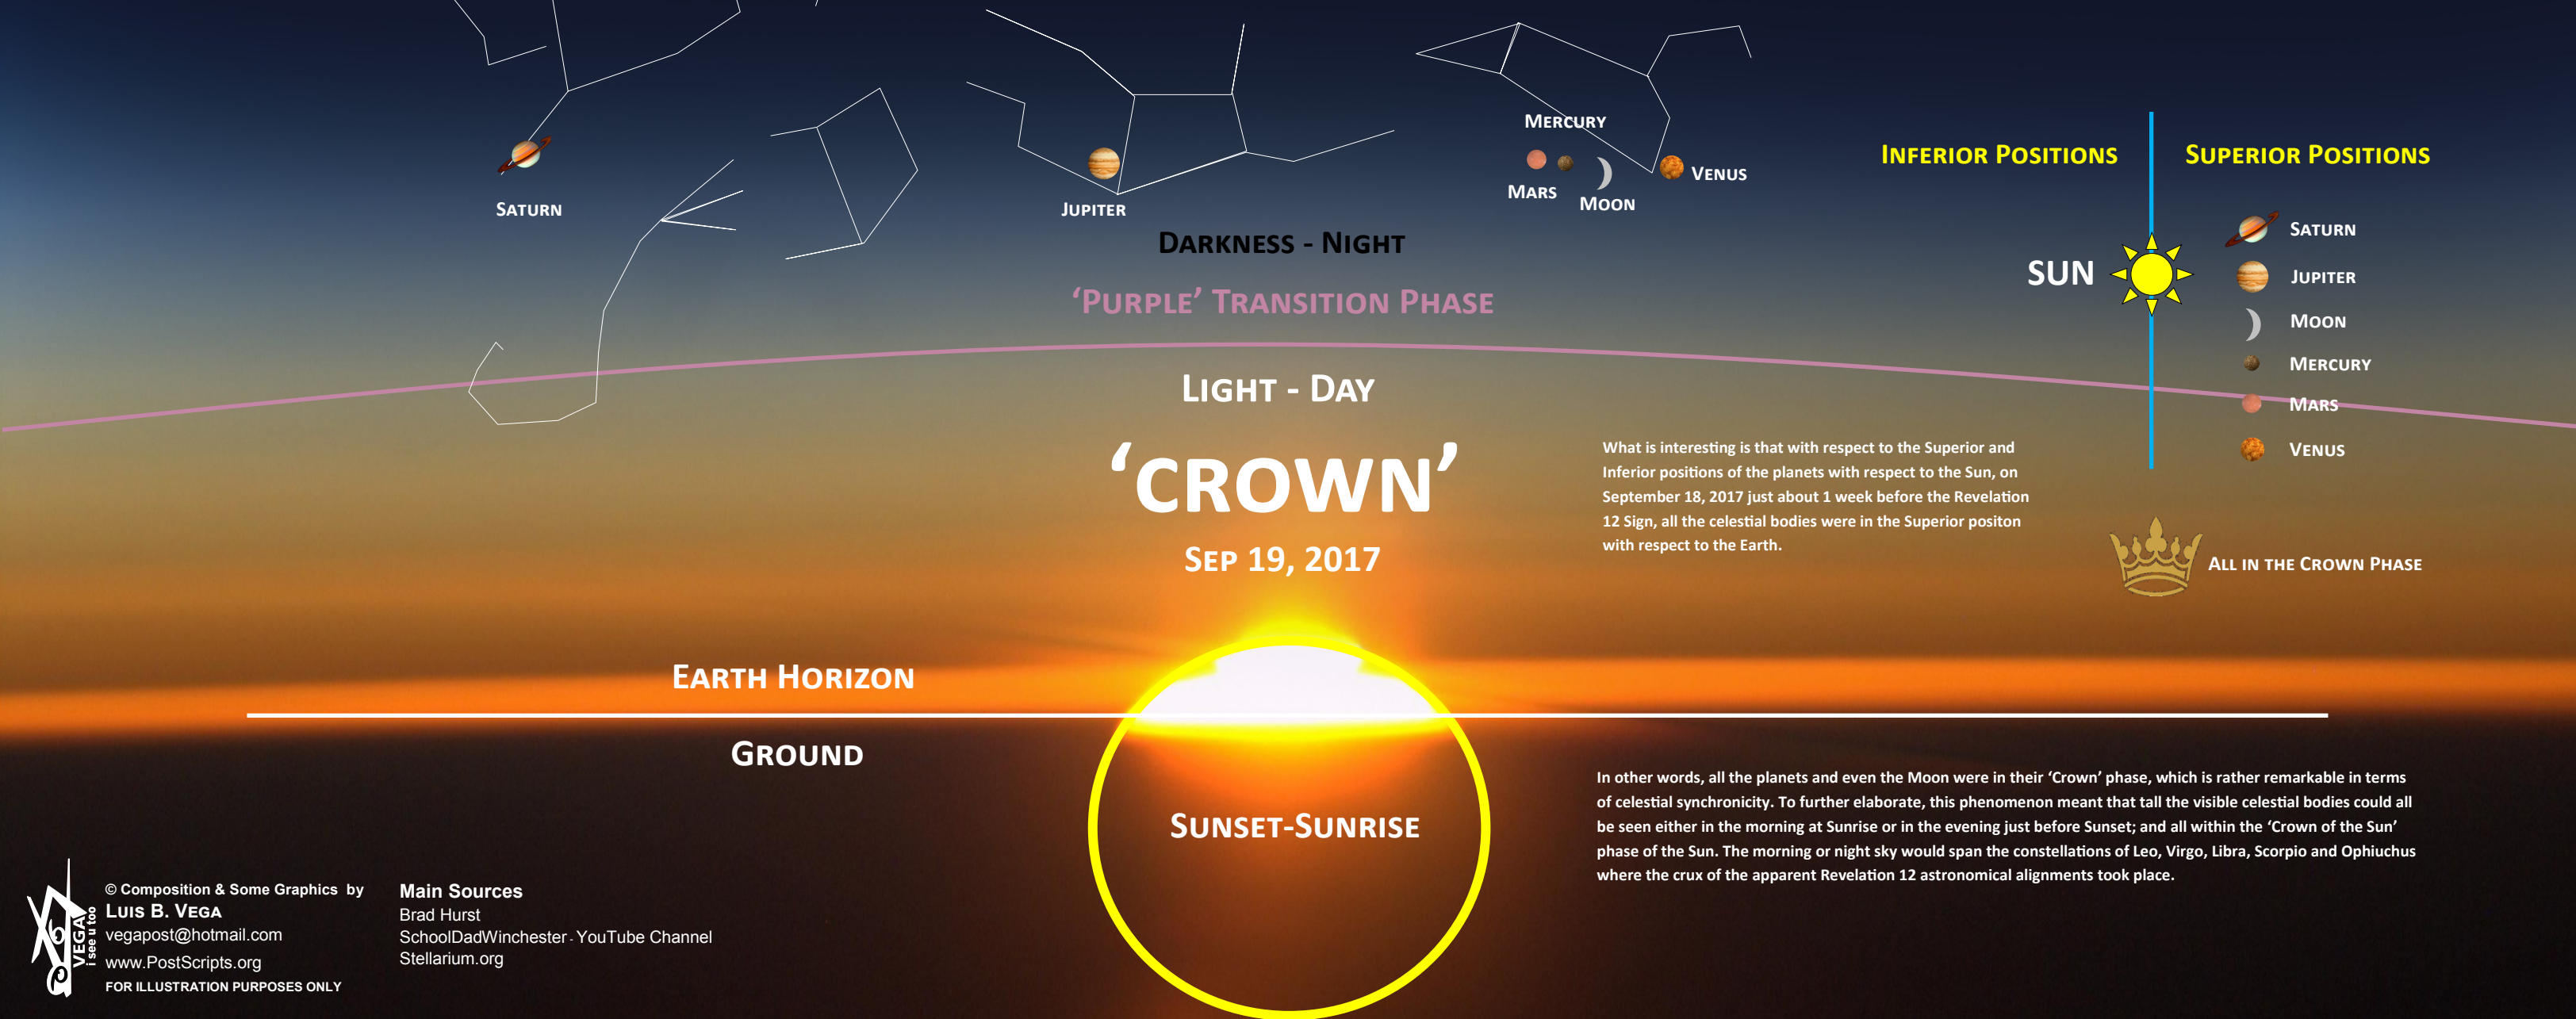 Mercury
Mars
Moon
Venus
Saturn
Jupiter
Inferior Positions
Superior Positions
Sun
Saturn
Jupiter
Moon
Mercury
Mars
Venus
Darkness - Night
‘Purple’ Transition Phase
Light - Day
‘CROWN’
Sep 19, 2017
What is interesting is that with respect to the Superior and
Inferior positions of the planets with respect to the Sun, on
September 18, 2017 just about 1 week before the Revelation
12 Sign, all the celestial bodies were in the Superior positon
with respect to the Earth.
All in the Crown Phase
Earth Horizon
Ground
Sunset-Sunrise
In other words, all the planets and even the Moon were in their ‘Crown’ phase, which is rather remarkable in terms
of celestial synchronicity. To further elaborate, this phenomenon meant that tall the visible celestial bodies could all
be seen either in the morning at Sunrise or in the evening just before Sunset; and all within the ‘Crown of the Sun’
phase of the Sun. The morning or night sky would span the constellations of Leo, Virgo, Libra, Scorpio and Ophiuchus
where the crux of the apparent Revelation 12 astronomical alignments took place.
VEGA
i see u too
© Composition & Some Graphics by
Luis B. Vega
vegapost@hotmail.com
www.PostScripts.org
FOR ILLUSTRATION PURPOSES ONLY
Main Sources
Brad Hurst
SchoolDadWinchester - YouTube Channel
Stellarium.org